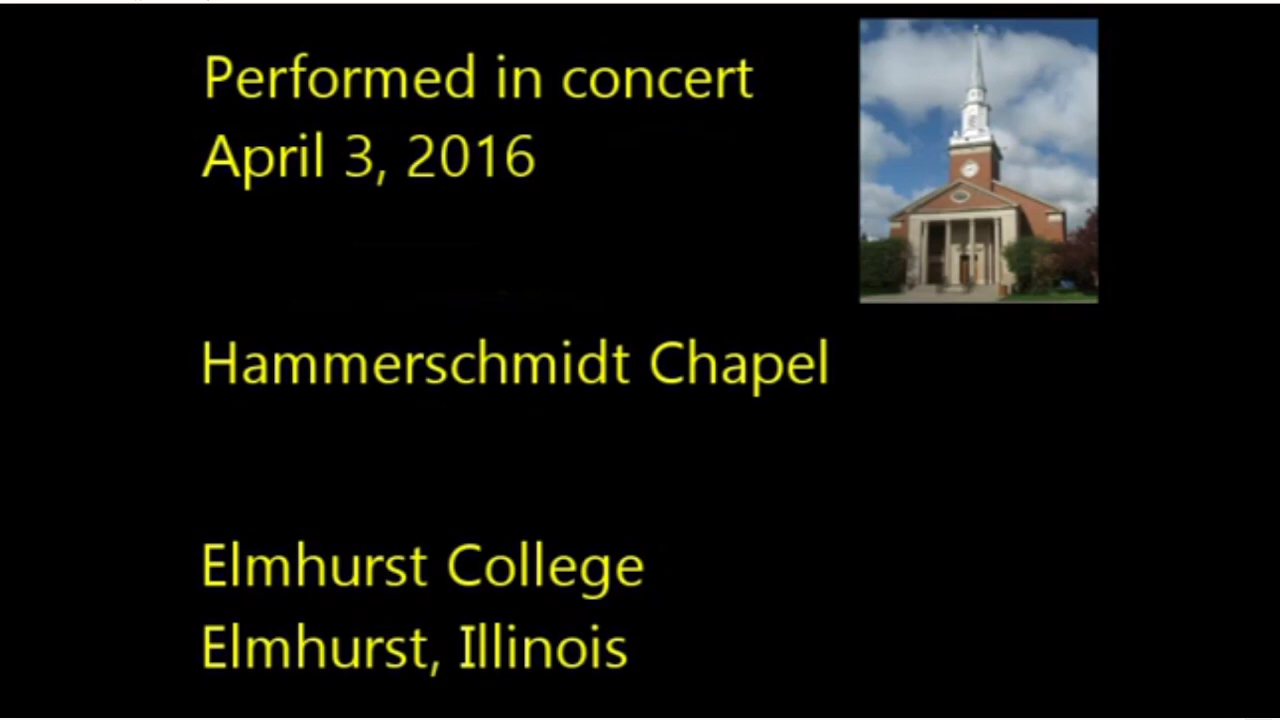 Performed in concert
April 3, 2016
Hammerschmidt Chapel
Elmhurst College
Elmhurst, Illinois